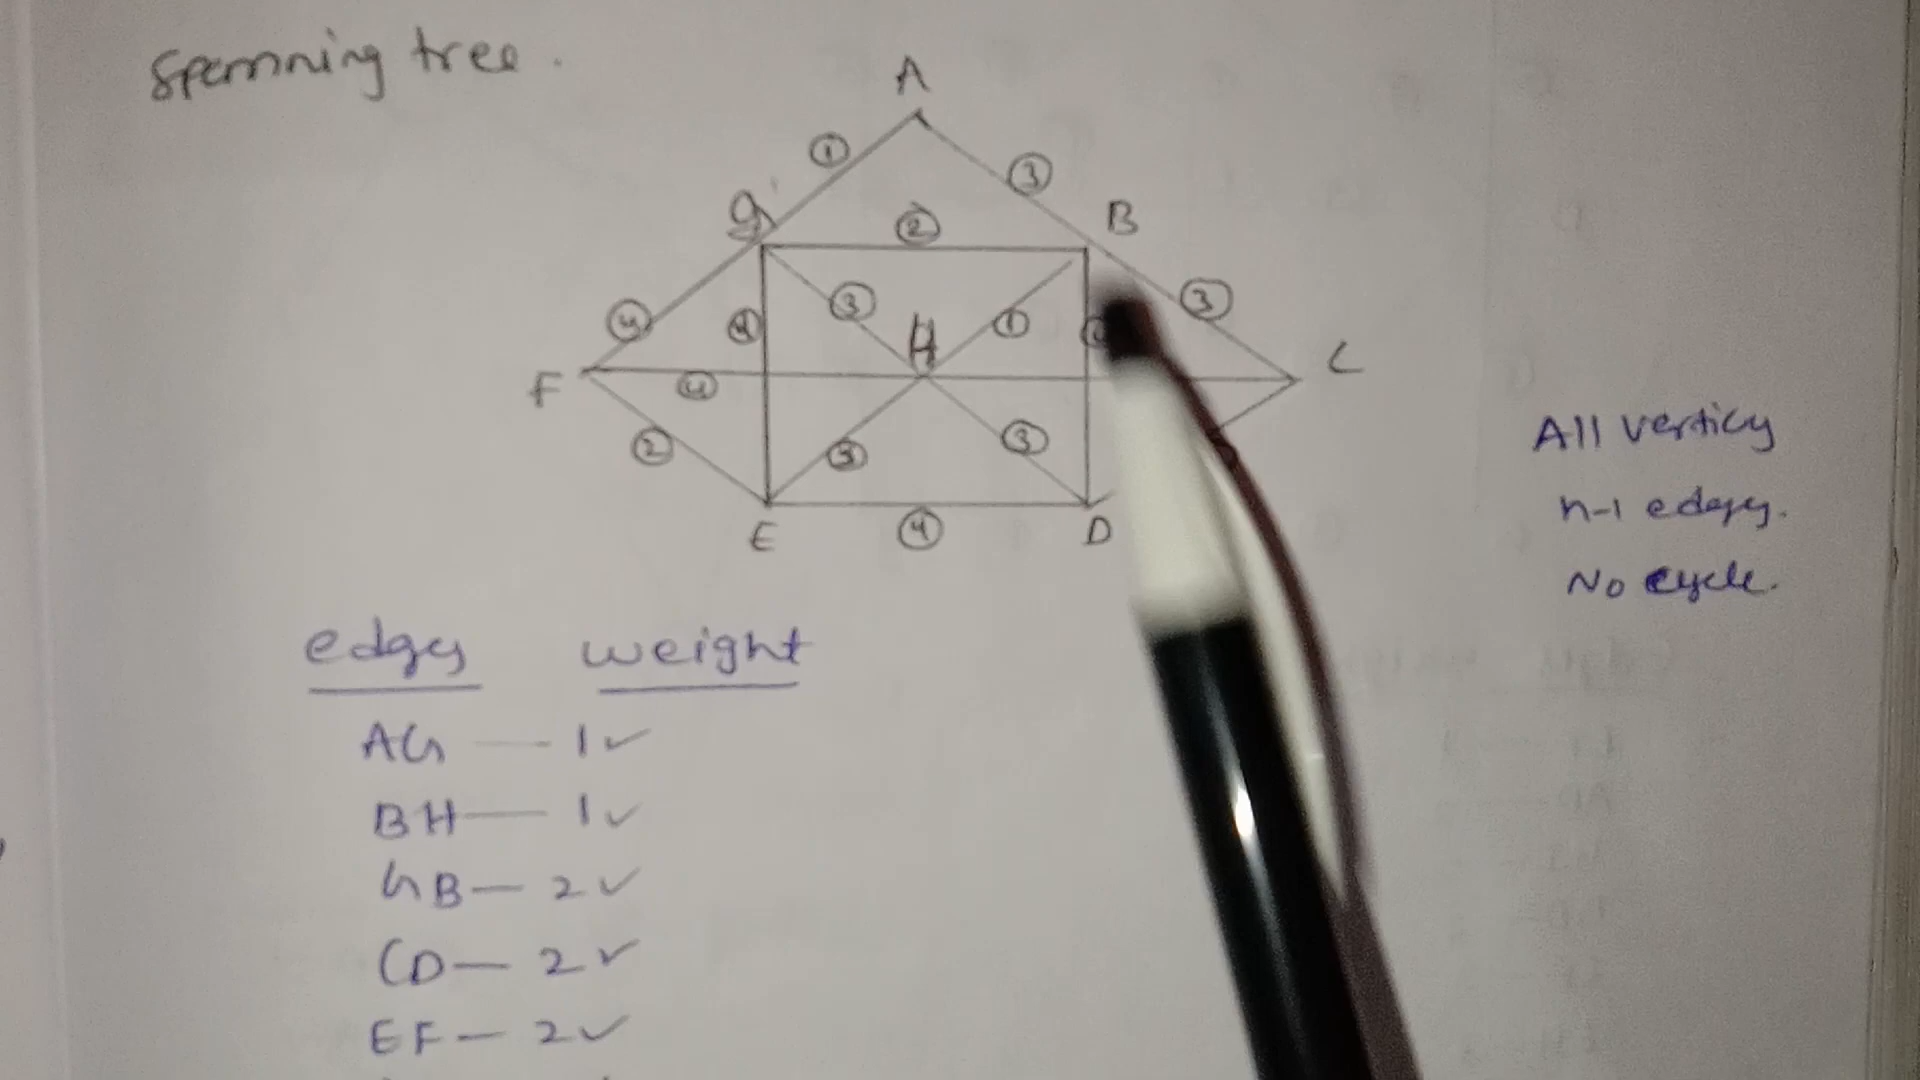 Spanning tree.
A
① ③
G ② B
④ ④ ③ H ① ③
F ④ C
② ③ ③
E ④ D
All verticy
n-1 edges.
No cycle.
edges weight
AG — 1 ✓
BH — 1 ✓
GB — 2 ✓
CD — 2 ✓
EF — 2 ✓